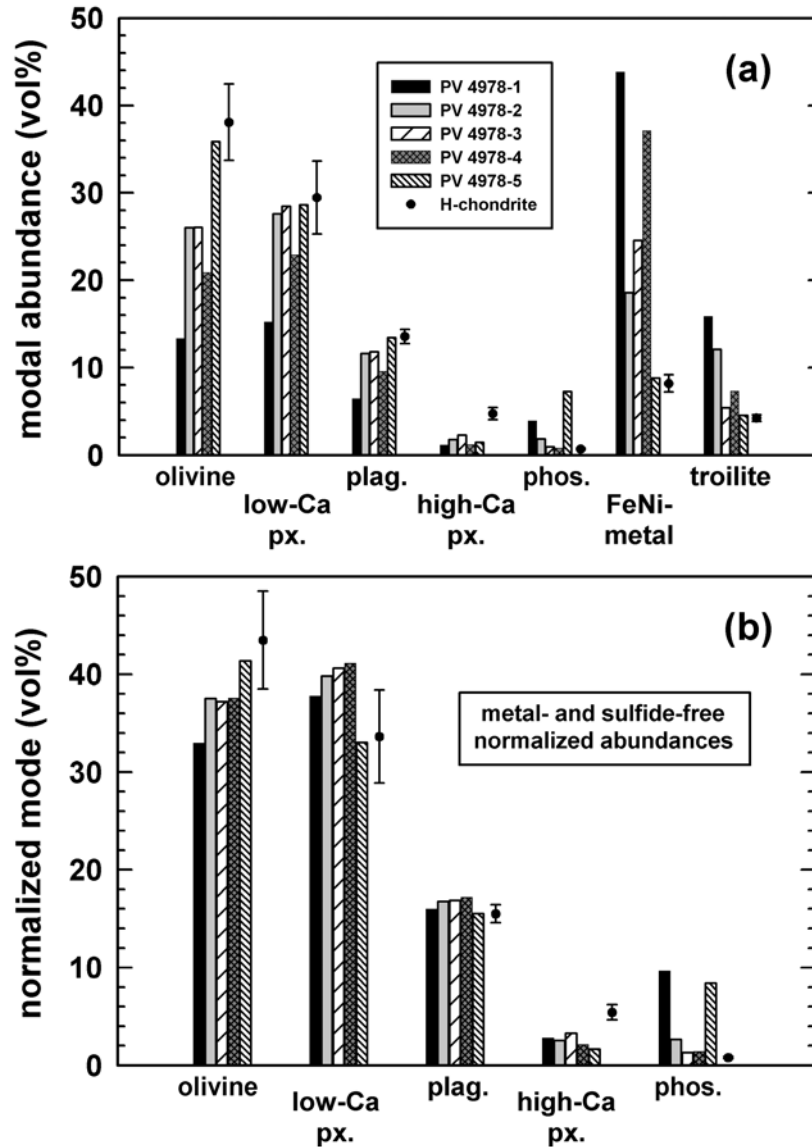 (a)
modal abundance (vol%)
50
40
30
20
10
0
PV 4978-1
PV 4978-2
PV 4978-3
PV 4978-4
PV 4978-5
H-chondrite
olivine
low-Ca
px.
plag.
high-Ca
px.
phos.
FeNi-
metal
troilite
(b)
normalized mode (vol%)
50
40
30
20
10
0
metal- and sulfide-free
normalized abundances
olivine
low-Ca
px.
plag.
high-Ca
px.
phos.